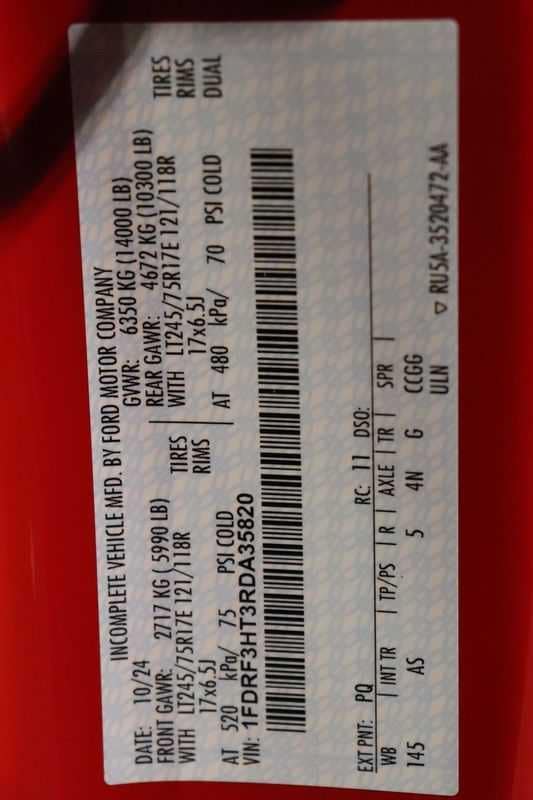 INCOMPLETE VEHICLE MFD. BY FORD MOTOR COMPANY
DATE: 10/24 GVWR: 6350 KG (14000 LB)
FRONT GAWR: 2717 KG ( 5990 LB) REAR GAWR: 4672 KG (10300 LB)
WITH LT245/75R17E 121/118R TIRES WITH LT245/75R17E 121/118R TIRES
17x6.5J RIMS 17x6.5J RIMS
AT 520 kPa/ 75 PSI COLD AT 480 kPa/ 70 PSI COLD DUAL
VIN: 1FDRF3HT3RDA35820
EXT PNT: PQ RC: 11 DSO:
WB | INT TR | TP/PS | R | AXLE | TR | SPR |
145 AS 5 4N G CCGG
ULN
▽ RU5A-3520472-AA